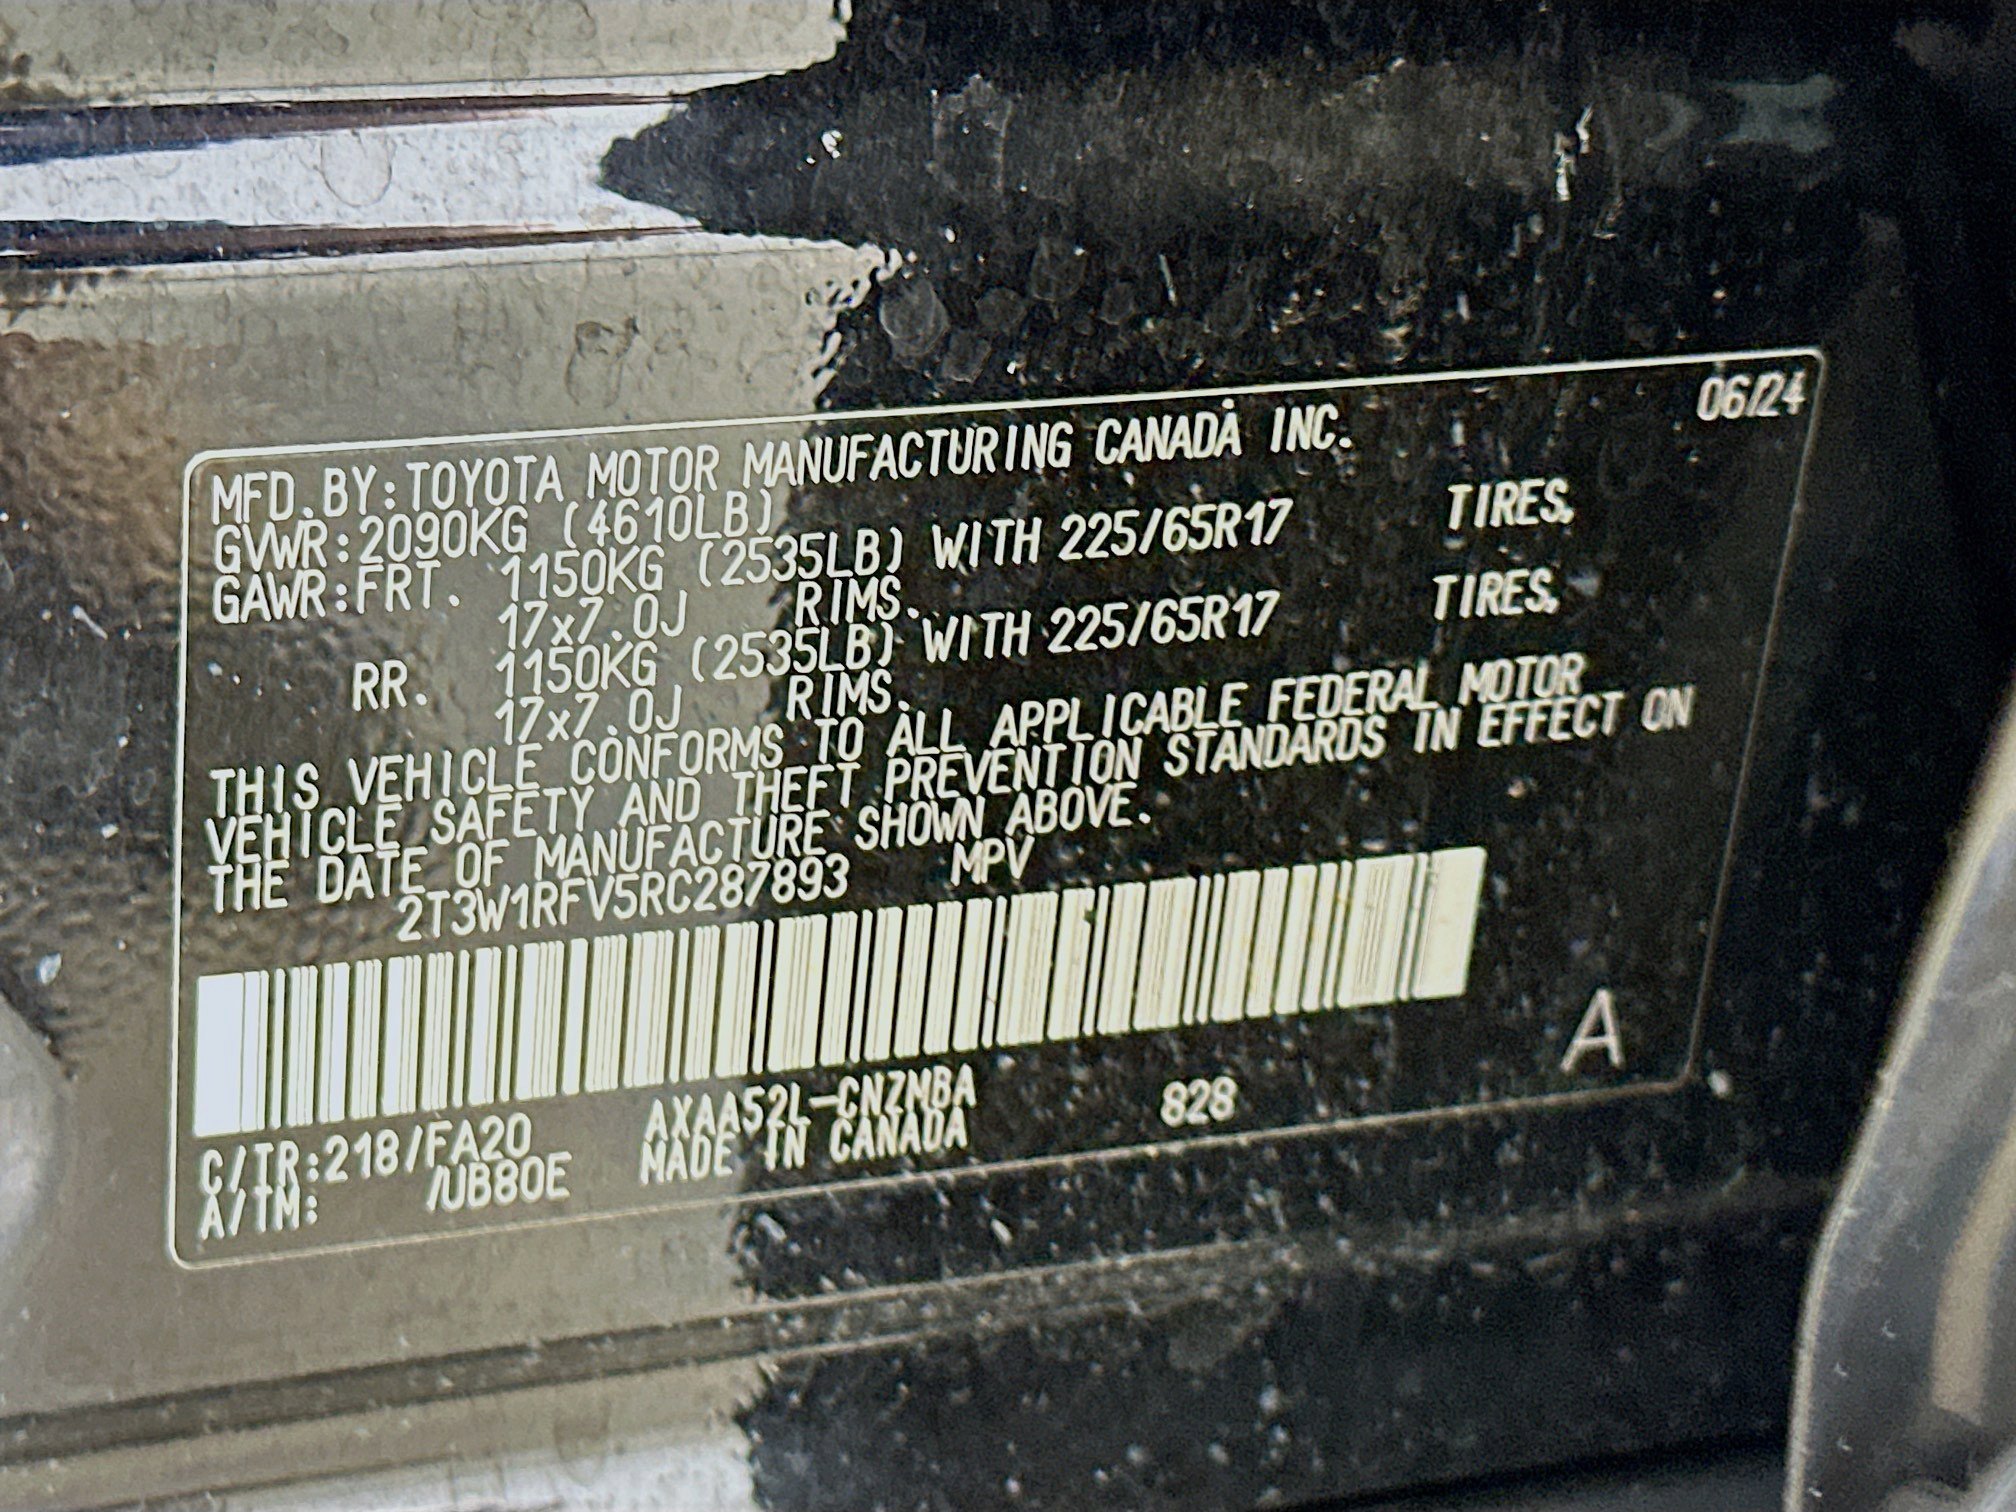 06/24
MFD.BY:TOYOTA MOTOR MANUFACTURING CANADA INC.
GVWR:2090KG (4610LB)
GAWR:FRT. 1150KG (2535LB) WITH 225/65R17 TIRES,
17x7.0J RIMS.
RR. 1150KG (2535LB) WITH 225/65R17 TIRES,
17x7.0J RIMS.
THIS VEHICLE CONFORMS TO ALL APPLICABLE FEDERAL MOTOR
VEHICLE SAFETY AND THEFT PREVENTION STANDARDS IN EFFECT ON
THE DATE OF MANUFACTURE SHOWN ABOVE.
2T3W1RFV5RC287893 MPV
A
C/TR:218/FA20 AXAA52L-CNZMBA 828
A/TM: /UB80E MADE IN CANADA